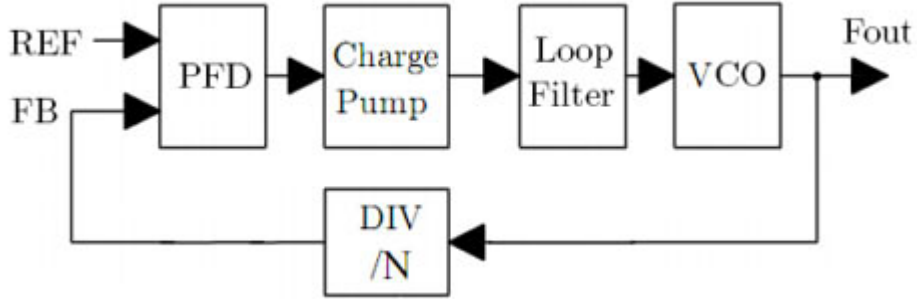 REF
FB
PFD
Charge
Pump
Loop
Filter
VCO
Fout
DIV
/N